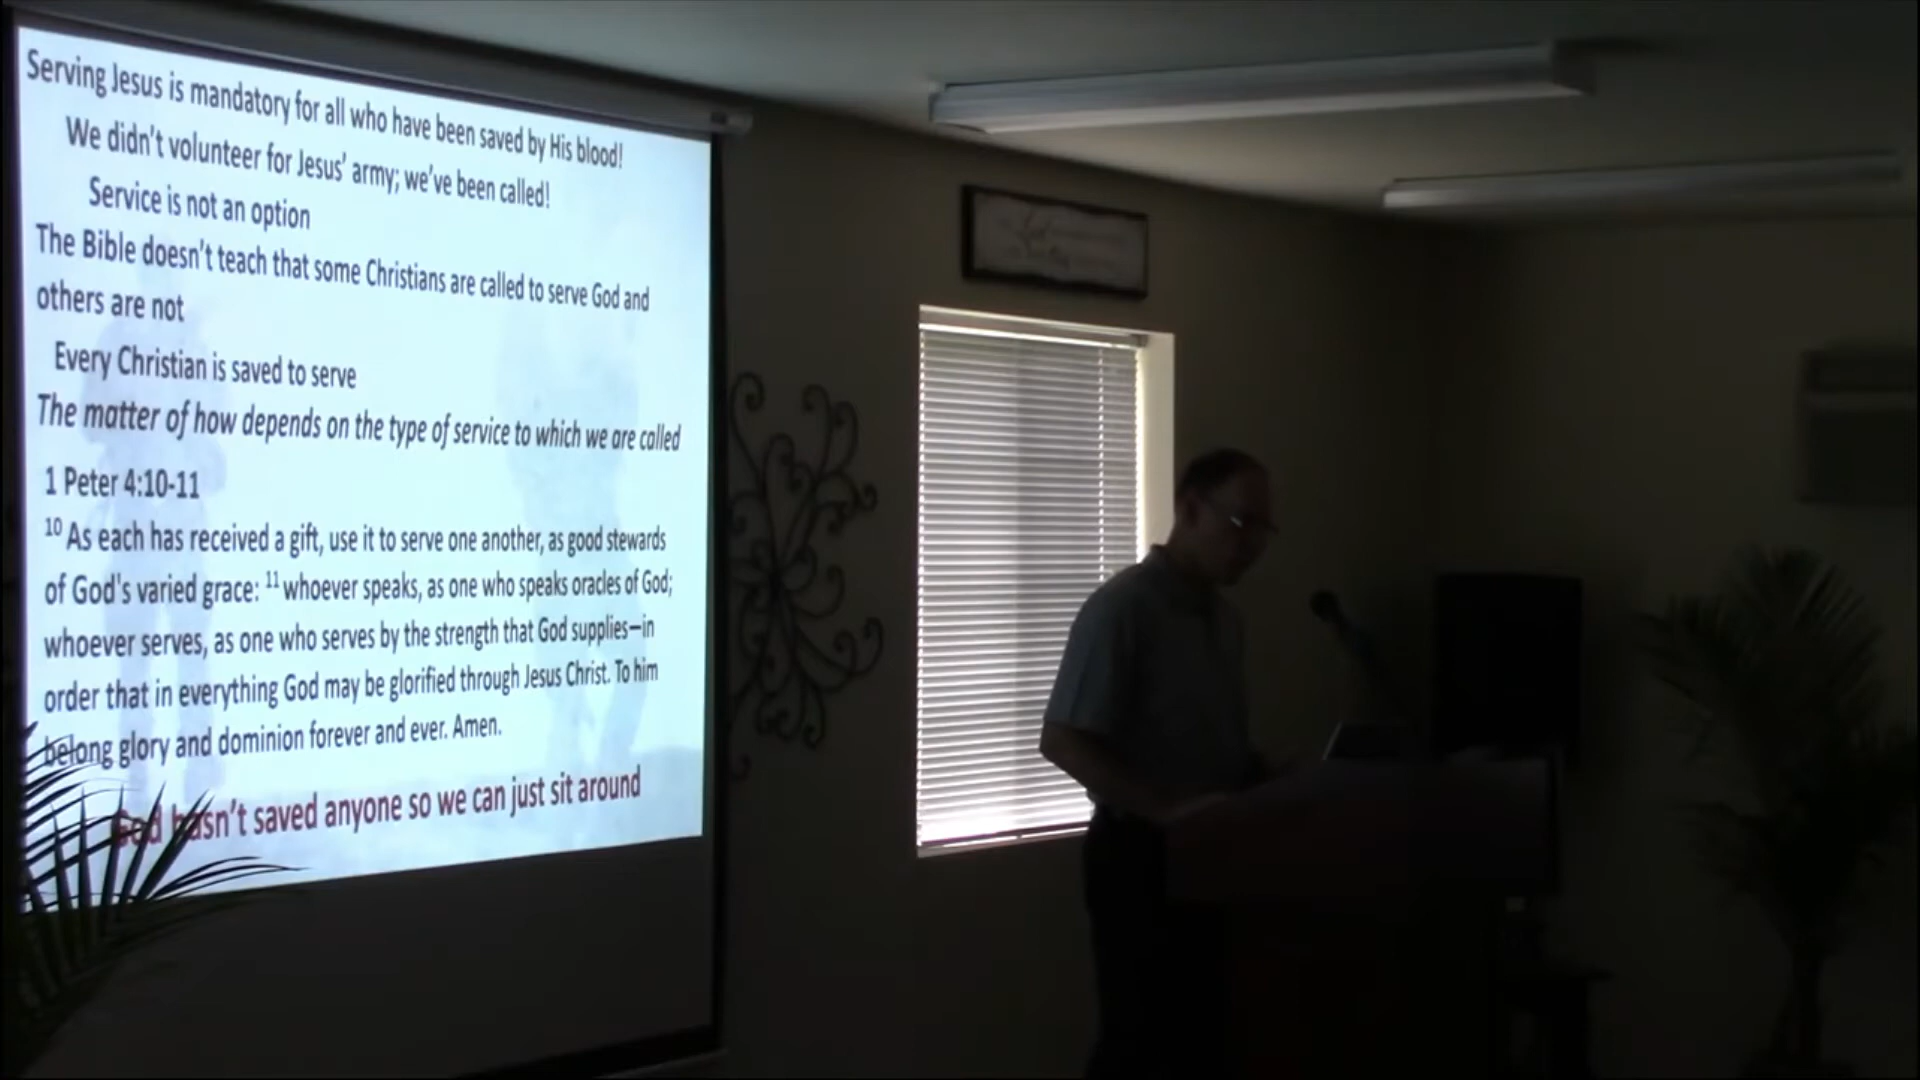 Serving Jesus is mandatory for all who have been saved by His blood!
We didn't volunteer for Jesus' army; we've been called!
Service is not an option
The Bible doesn't teach that some Christians are called to serve God and
others are not
Every Christian is saved to serve
The matter of how depends on the type of service to which we are called
1 Peter 4:10-11
10 As each has received a gift, use it to serve one another, as good stewards
of God's varied grace: 11 whoever speaks, as one who speaks oracles of God;
whoever serves, as one who serves by the strength that God supplies—in
order that in everything God may be glorified through Jesus Christ. To him
belong glory and dominion forever and ever. Amen.
God hasn't saved anyone so we can just sit around